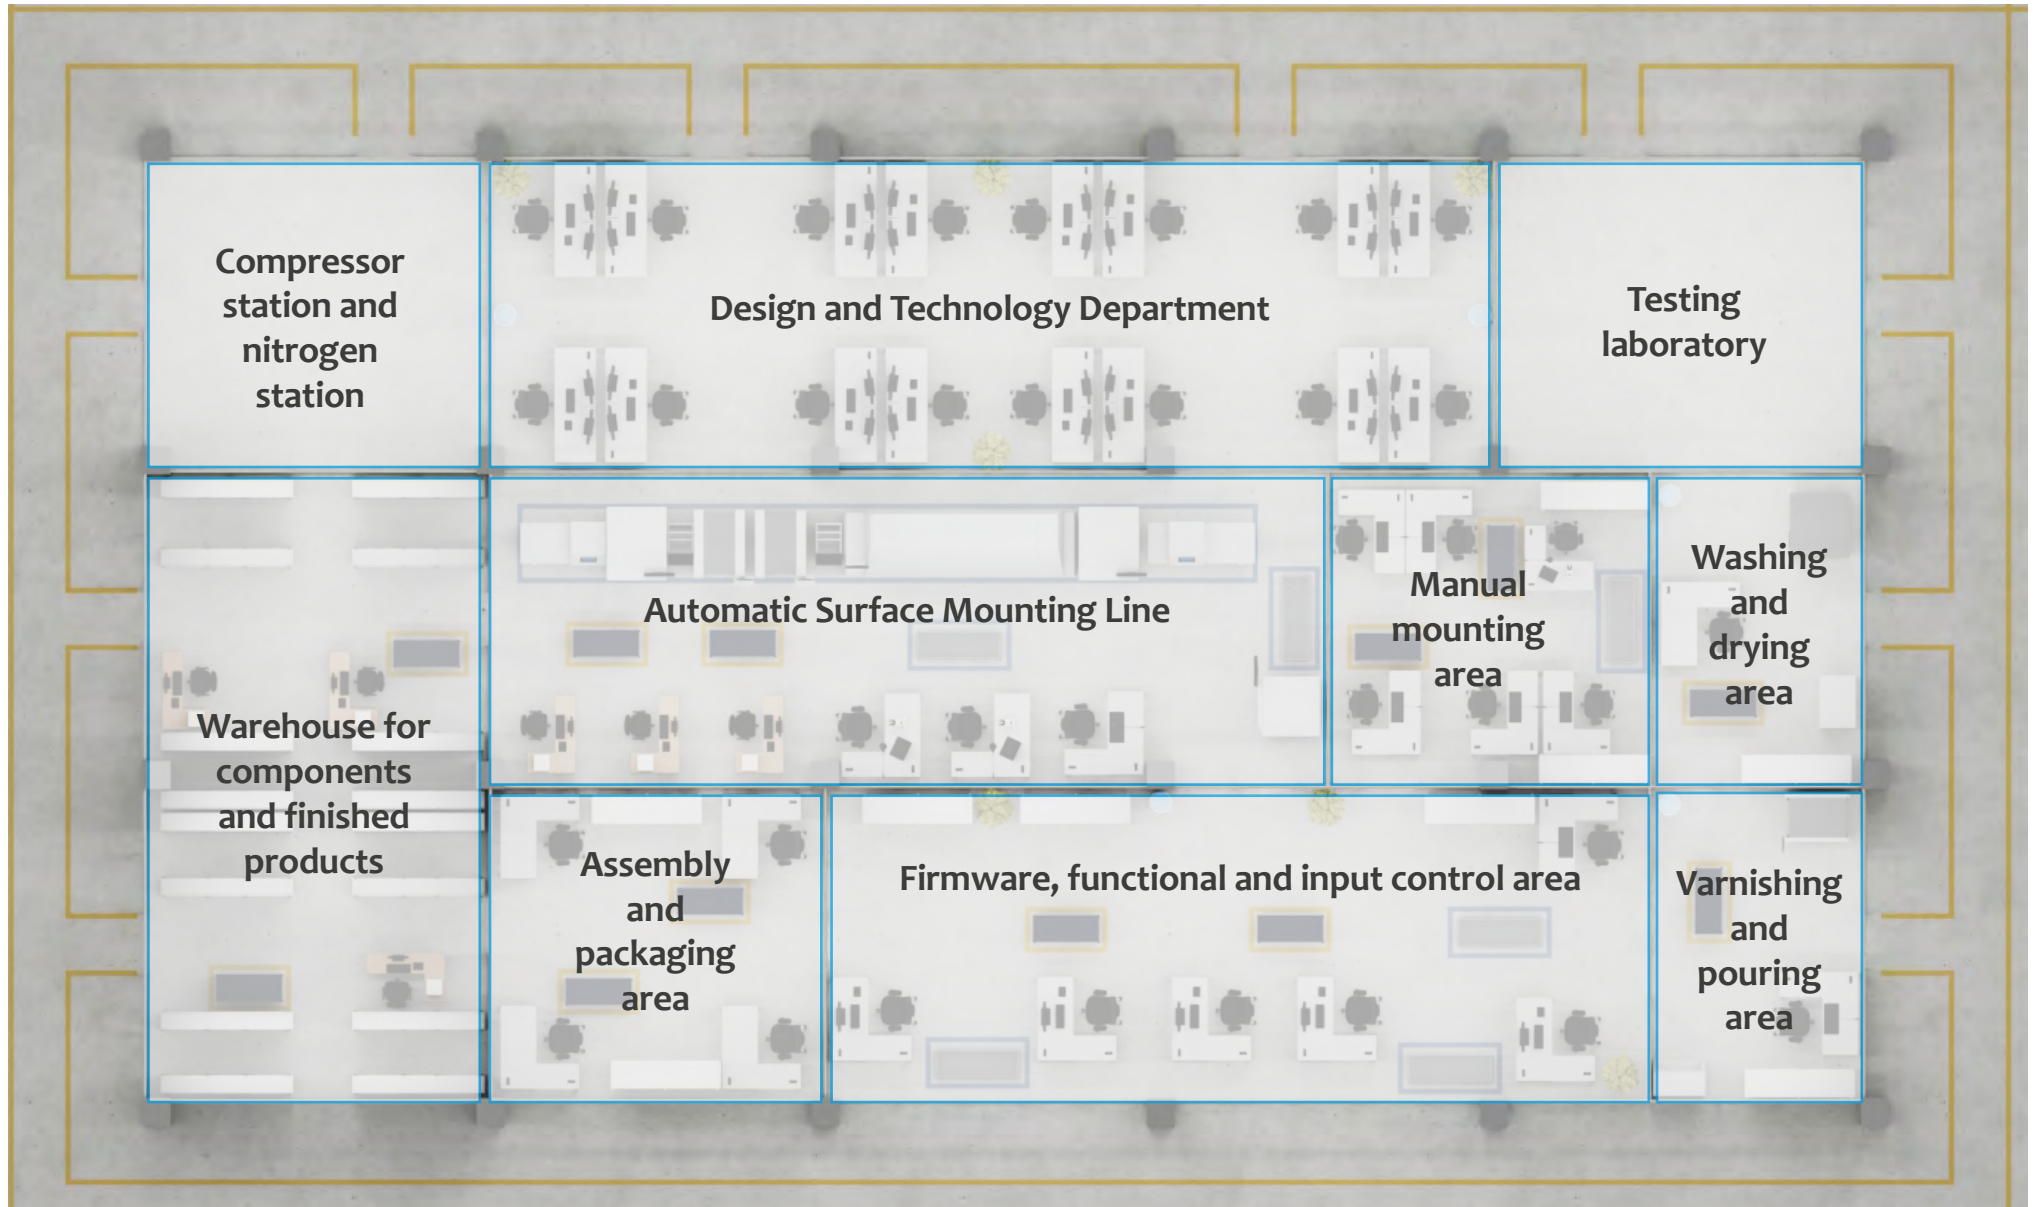 Compressor
station and
nitrogen
station
Design and Technology Department
Testing
laboratory
Automatic Surface Mounting Line
Manual
mounting
area
Washing
and
drying
area
Warehouse for
components
and finished
products
Assembly
and
packaging
area
Firmware, functional and input control area
Varnishing
and
pouring
area